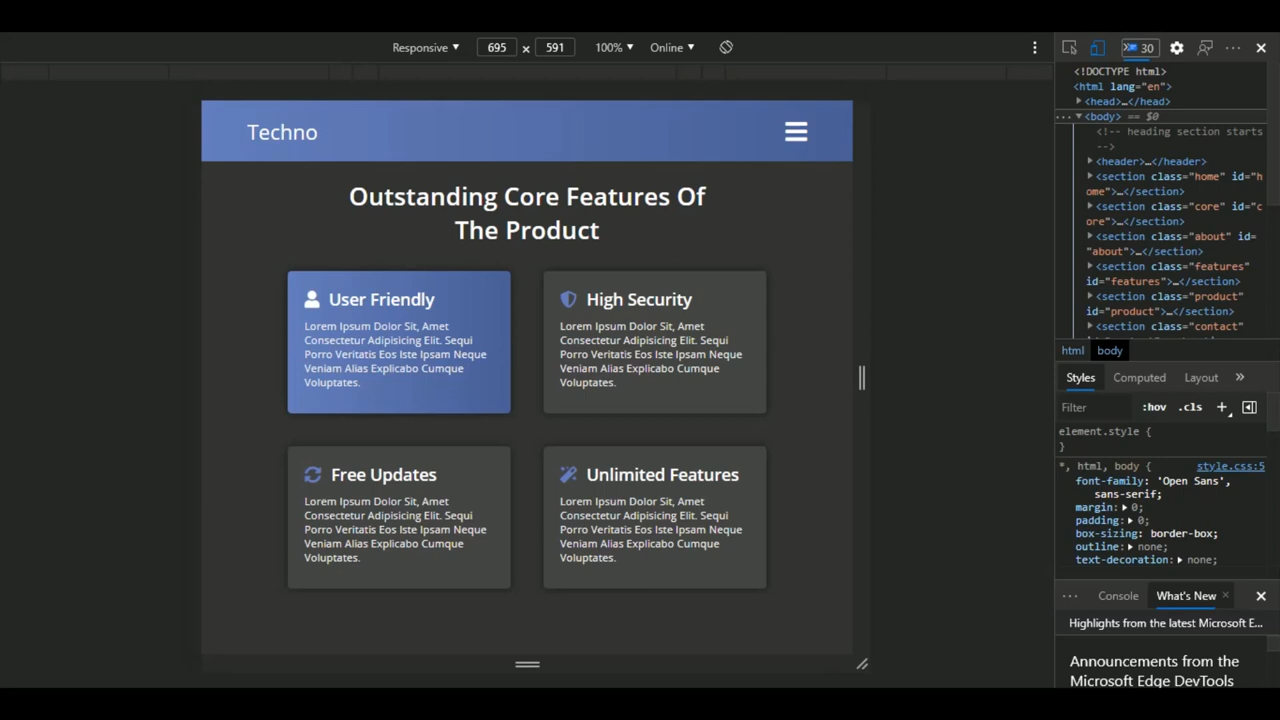 Responsive 695 x 591 100% Online
30
<!DOCTYPE html>
<html lang="en">
<head>…</head>
<body> == $0
<!-- heading section starts
-->
<header>…</header>
<section class="home" id="h
ome">…</section>
<section class="core" id="c
ore">…</section>
<section class="about" id=
"about">…</section>
<section class="features"
id="features">…</section>
<section class="product"
id="product">…</section>
<section class="contact"
html body
Styles Computed Layout
Filter :hov .cls
element.style {
}
*, html, body { style.css:5
font-family: 'Open Sans',
sans-serif;
margin: 0;
padding: 0;
box-sizing: border-box;
outline: none;
text-decoration: none;
Console What's New
Highlights from the latest Microsoft E...
Announcements from the
Microsoft Edge DevTools
Techno
Outstanding Core Features Of
The Product
User Friendly
Lorem Ipsum Dolor Sit, Amet
Consectetur Adipisicing Elit. Sequi
Porro Veritatis Eos Iste Ipsam Neque
Veniam Alias Explicabo Cumque
Voluptates.
High Security
Lorem Ipsum Dolor Sit, Amet
Consectetur Adipisicing Elit. Sequi
Porro Veritatis Eos Iste Ipsam Neque
Veniam Alias Explicabo Cumque
Voluptates.
Free Updates
Lorem Ipsum Dolor Sit, Amet
Consectetur Adipisicing Elit. Sequi
Porro Veritatis Eos Iste Ipsam Neque
Veniam Alias Explicabo Cumque
Voluptates.
Unlimited Features
Lorem Ipsum Dolor Sit, Amet
Consectetur Adipisicing Elit. Sequi
Porro Veritatis Eos Iste Ipsam Neque
Veniam Alias Explicabo Cumque
Voluptates.